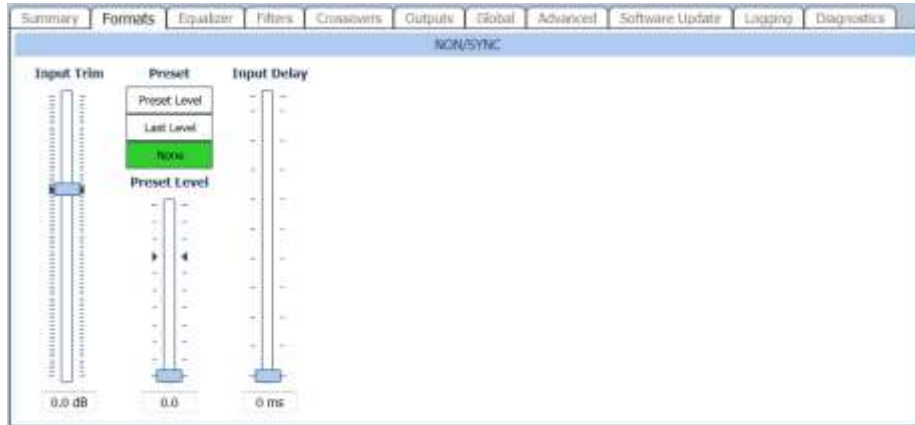 Summary Formats Equalizer Filters Crossovers Outputs Global Advanced Software Update Logging Diagnostics
NON/SYNC
Input Trim Preset Input Delay
Preset Level
Last Level
None
Preset Level
0.0 dB 0.0 0 ms